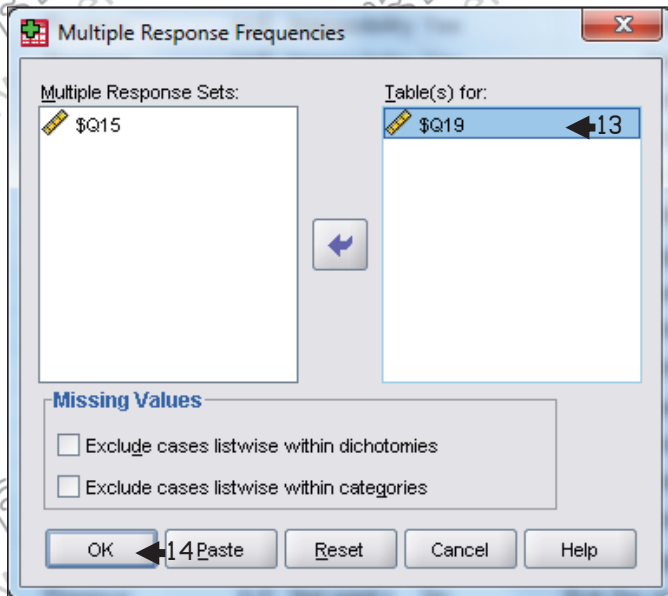 Multiple Response Frequencies
Multiple Response Sets:
Table(s) for:
$Q15
$Q19
13
Missing Values
Exclude cases listwise within dichotomies
Exclude cases listwise within categories
OK
14
Paste
Reset
Cancel
Help